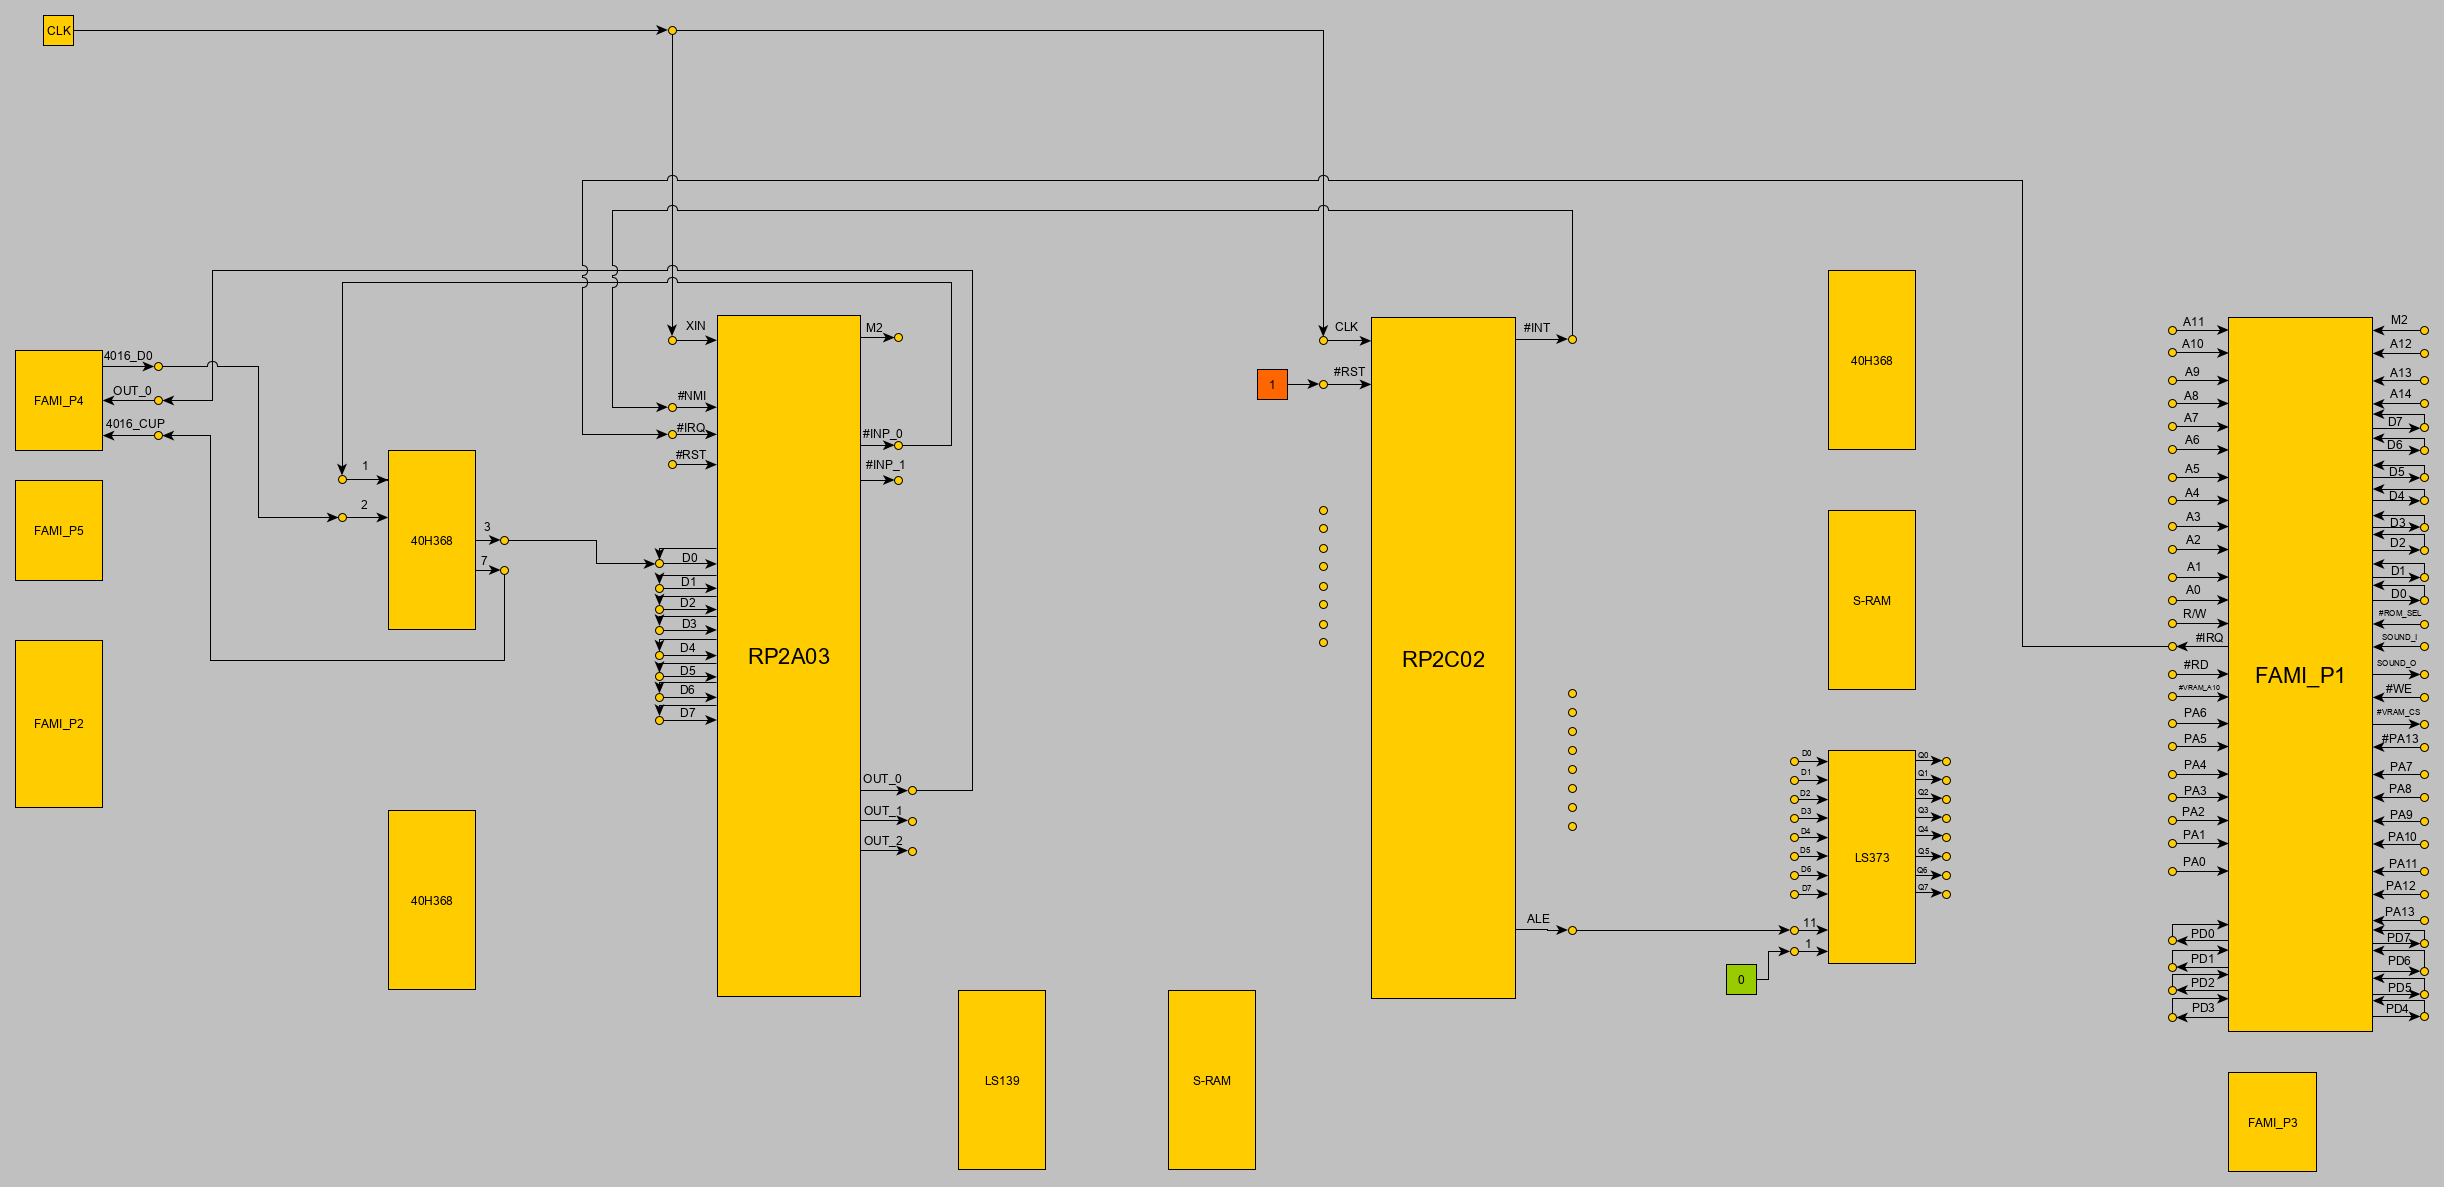 CLK
FAMI_P4
4016_D0
OUT_0
4016_CUP
FAMI_P5
FAMI_P2
1
2
40H368
3
7
40H368
XIN
#NMI
#IRQ
#RST
D0
D1
D2
D3
D4
D5
D6
D7
RP2A03
M2
#INP_0
#INP_1
OUT_0
OUT_1
OUT_2
LS139
S-RAM
1
CLK
#RST
RP2C02
#INT
ALE
40H368
S-RAM
D0
D1
D2
D3
D4
D5
D6
D7
11
1
0
LS373
Q0
Q1
Q2
Q3
Q4
Q5
Q6
Q7
A11
A10
A9
A8
A7
A6
A5
A4
A3
A2
A1
A0
R/W
#IRQ
#RD
#VRAM_A10
PA6
PA5
PA4
PA3
PA2
PA1
PA0
PD0
PD1
PD2
PD3
FAMI_P1
M2
A12
A13
A14
D7
D6
D5
D4
D3
D2
D1
D0
#ROM_SEL
SOUND_I
SOUND_O
#WE
#VRAM_CS
#PA13
PA7
PA8
PA9
PA10
PA11
PA12
PA13
PD7
PD6
PD5
PD4
FAMI_P3